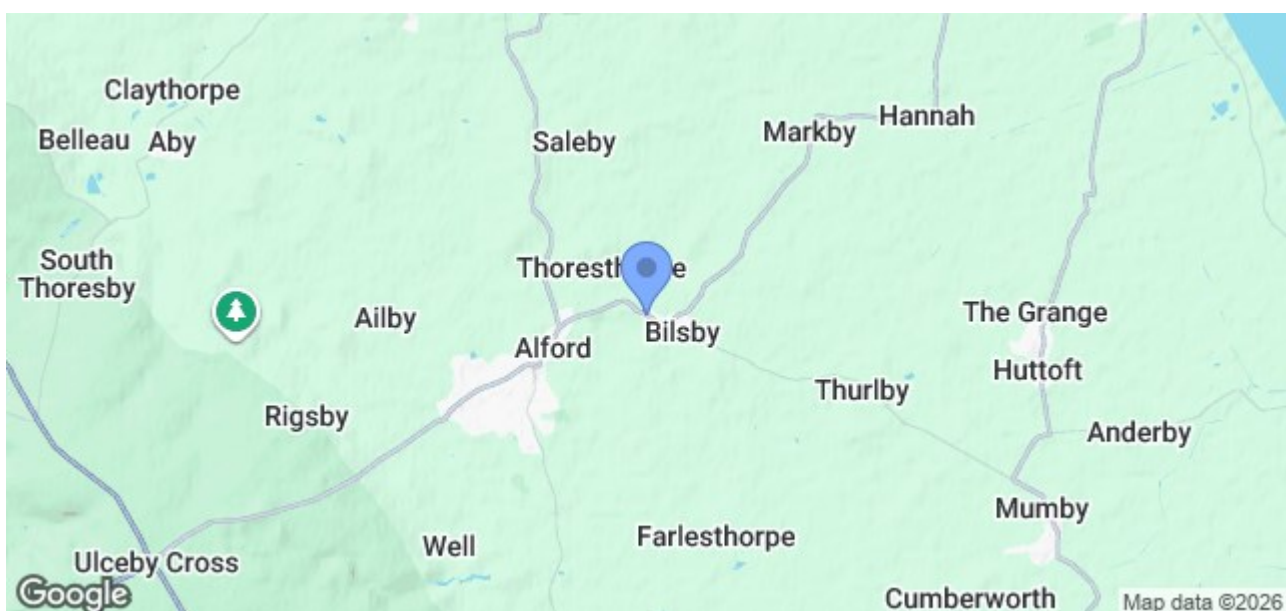 Claythorpe
Belleau Aby
Saleby
Markby
Hannah
South
Thoresby
Ailby
Alford
Bilsby
The Grange
Huttoft
Thurlby
Rigsby
Anderby
Mumby
Well
Farlesthorpe
Ulceby Cross
Cumberworth
Google
Map data ©2026